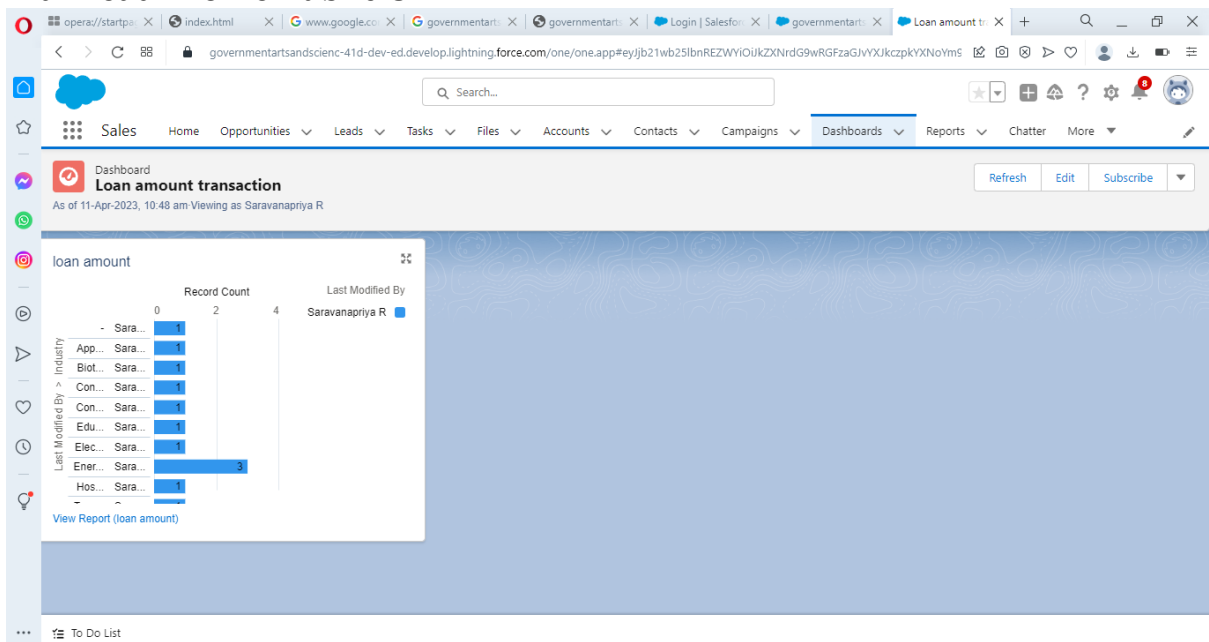 opera://startpa
index.html
www.google.co
governmentarts
governmentarts
Login | Salesforc
governmentarts
Loan amount tr
governmentartsandscienc-41d-dev-ed.develop.lightning.force.com/one/one.app#eyJjb21wb25lbnREZWYiOiJkZXNrdG9wRGFzaGJvYXJkczpkYXNoYm9
Search...
8
Sales Home Opportunities Leads Tasks Files Accounts Contacts Campaigns Dashboards Reports Chatter More
Dashboard
Loan amount transaction
As of 11-Apr-2023, 10:48 am·Viewing as Saravanapriya R
Refresh Edit Subscribe
loan amount
Record Count
Last Modified By
0 2 4
Saravanapriya R
Last Modified By > Industry
- Sara... 1
App... Sara... 1
Biot... Sara... 1
Con... Sara... 1
Con... Sara... 1
Edu... Sara... 1
Elec... Sara... 1
Ener... Sara... 3
Hos... Sara... 1
View Report (loan amount)
To Do List